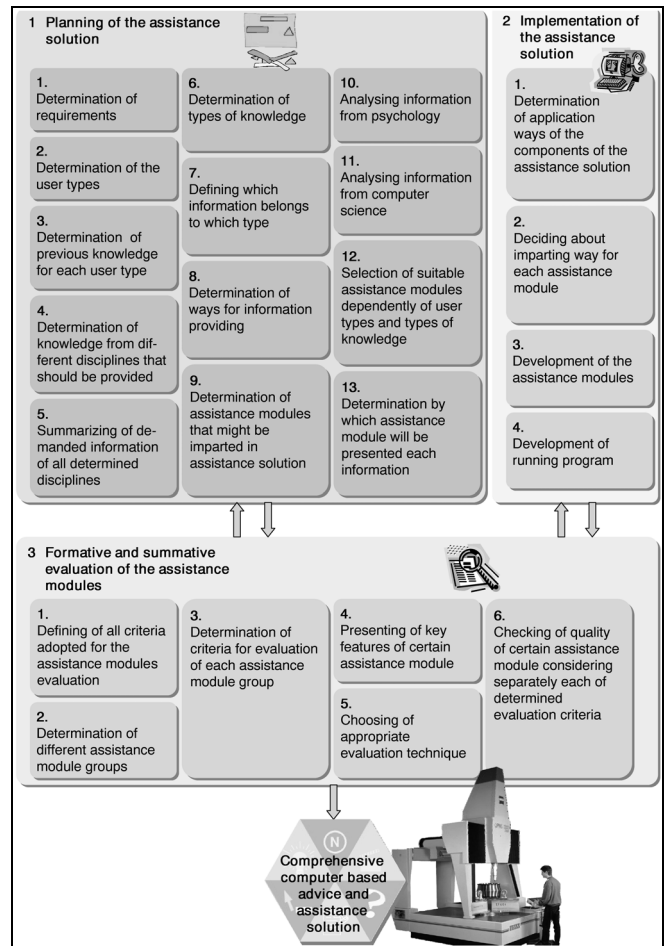 1 Planning of the assistance
solution
1.
Determination of
requirements
2.
Determination of the
user types
3.
Determination of
previous knowledge
for each user type
4.
Determination of
knowledge from dif-
ferent disciplines that
should be provided
5.
Summarizing of de-
manded information
of all determined
disciplines
6.
Determination of
types of knowledge
7.
Defining which
information belongs
to which type
8.
Determination of
ways for information
providing
9.
Determination of
assistance modules
that might be
imparted in
assistance solution
10.
Analysing information
from psychology
11.
Analysing information
from computer
science
12.
Selection of suitable
assistance modules
dependently of user
types and types of
knowledge
13.
Determination by
which assistance
module will be
presented each
information
2 Implementation of
the assistance
solution
1.
Determination
of application
ways of the
components of the
assistance solution
2.
Deciding about
imparting way for
each assistance
module
3.
Development of the
assistance modules
4.
Development of
running program
3 Formative and summative
evaluation of the assistance
modules
1.
Defining of all criteria
adopted for the
assistance modules
evaluation
2.
Determination of
different assistance
module groups
3.
Determination of
criteria for evaluation
of each assistance
module group
4.
Presenting of key
features of certain
assistance module
5.
Choosing of
appropriate
evaluation technique
6.
Checking of quality
of certain assistance
module considering
separately each of
determined
evaluation criteria
N
Comprehensive
computer based
advice and
assistance
solution
?